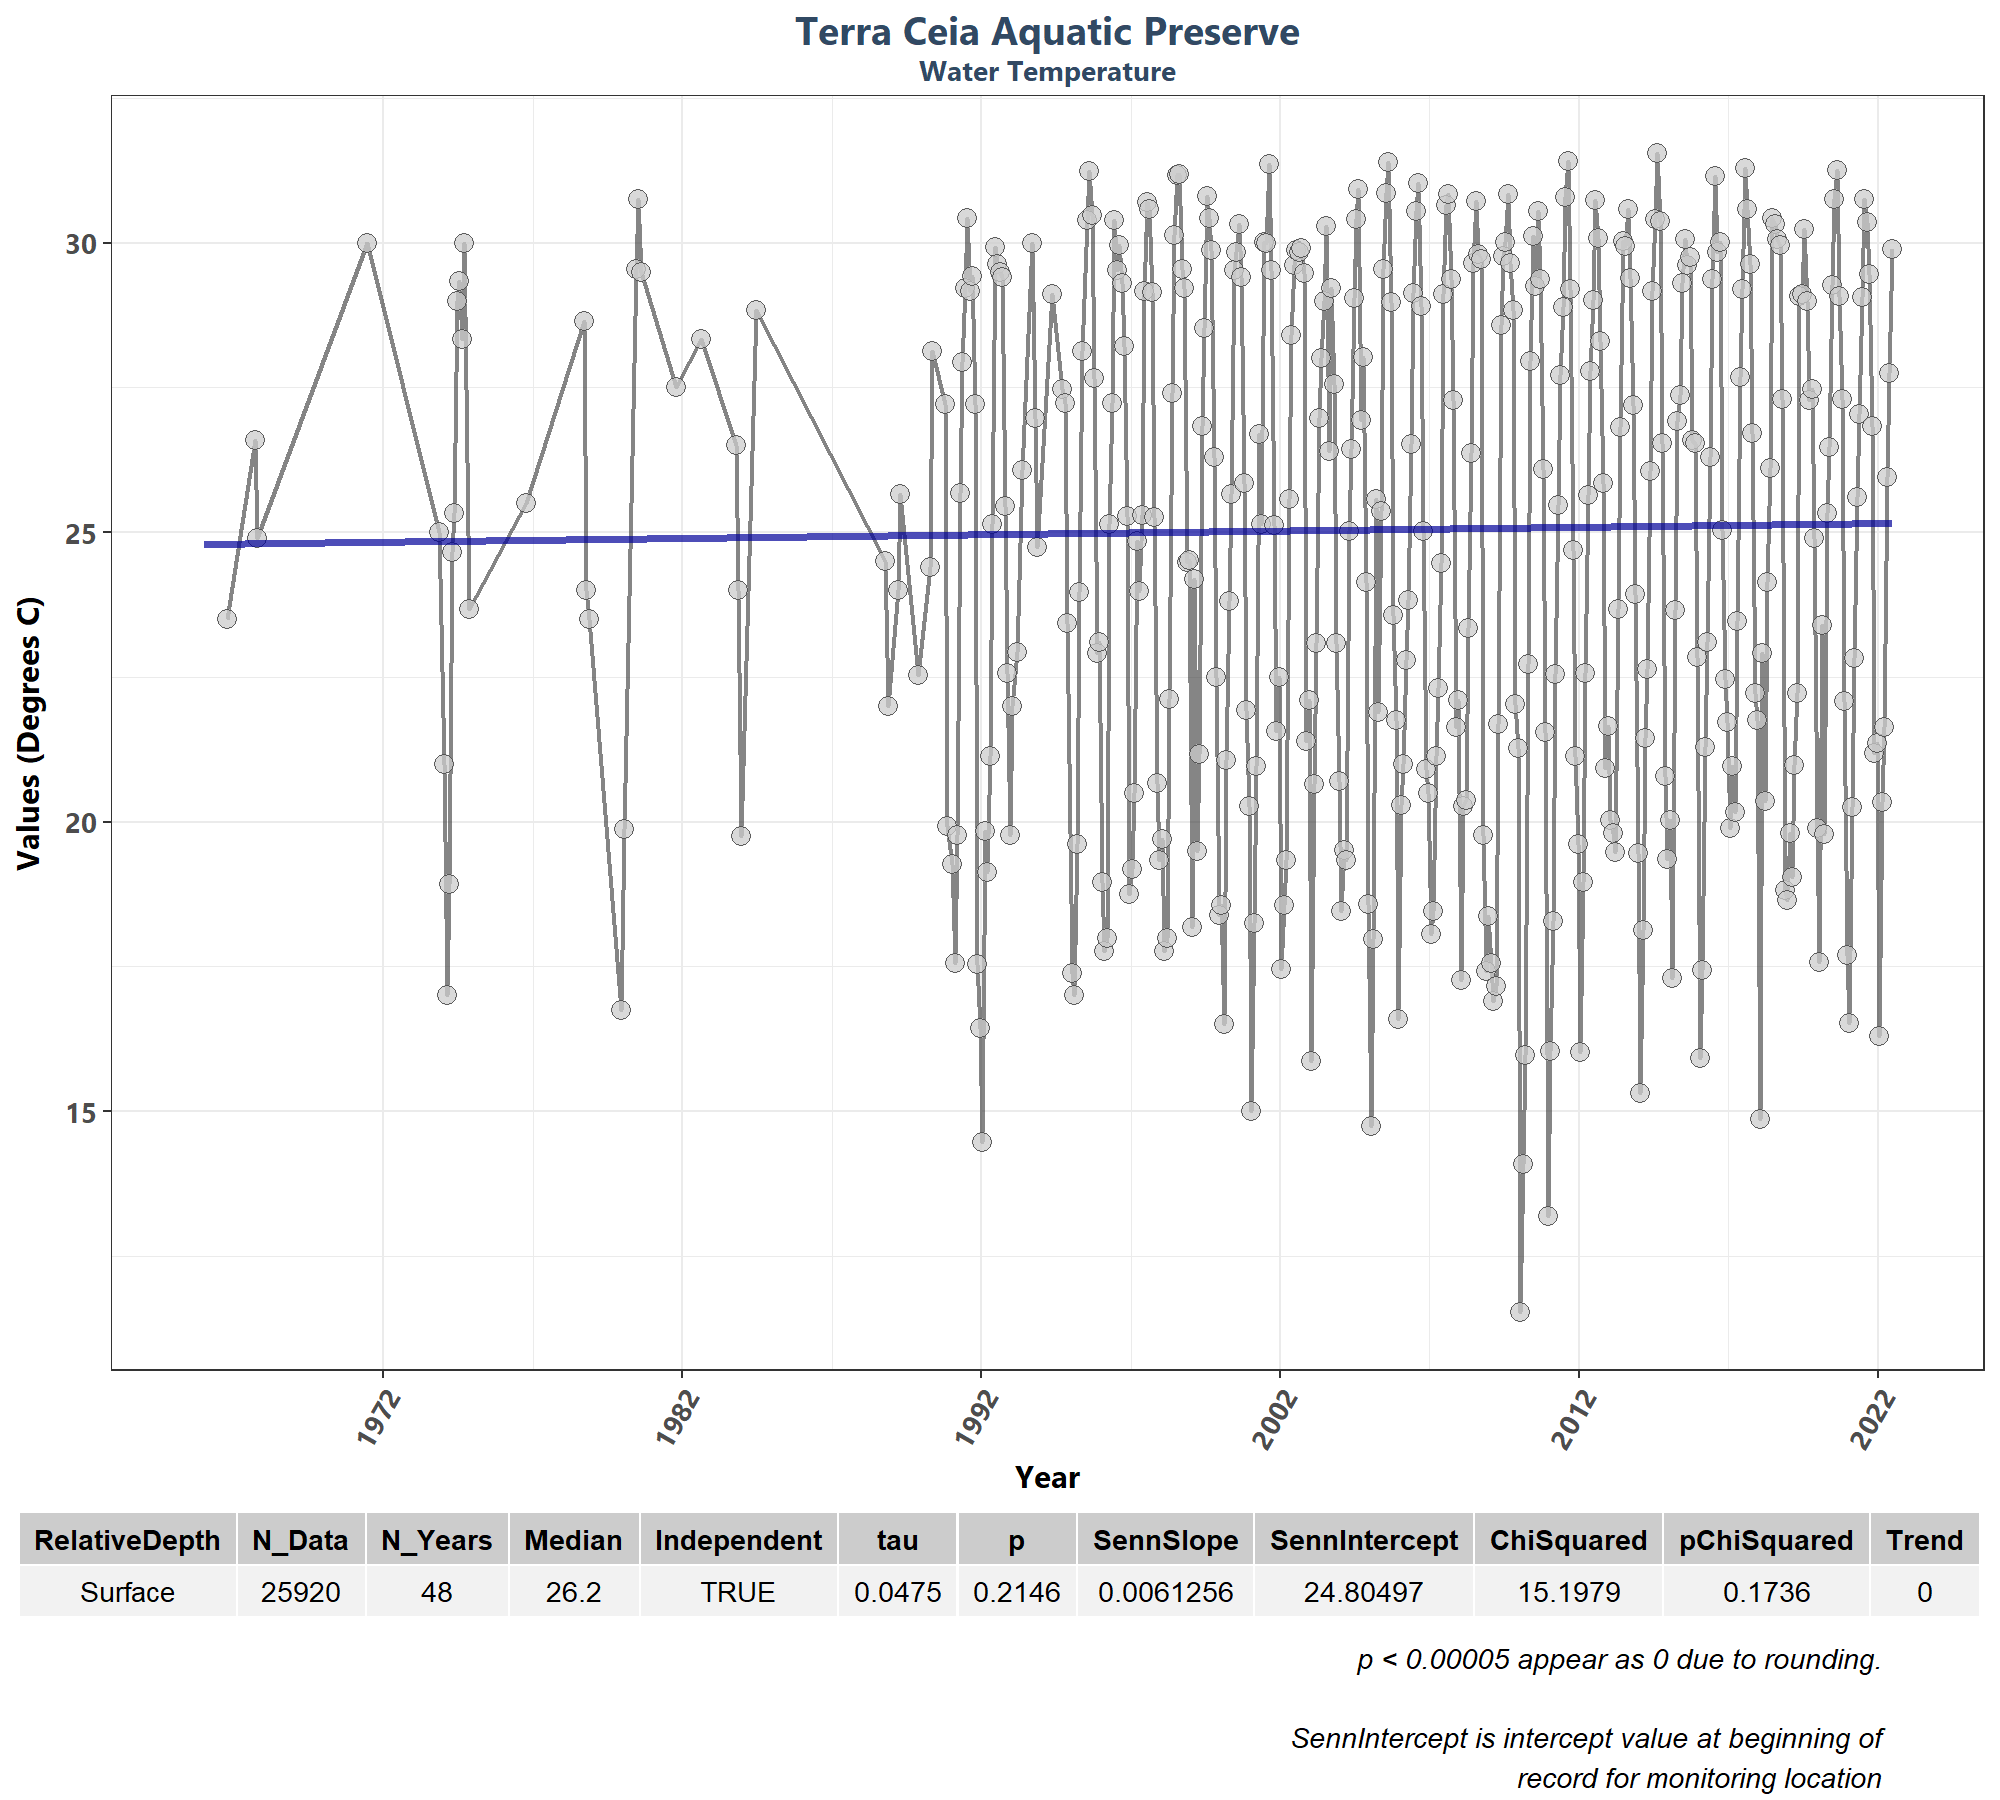 Terra Ceia Aquatic Preserve
Water Temperature
Values (Degrees C)
30
25
20
15
1972 1982 1992 2002 2012 2022
Year
RelativeDepth N_Data N_Years Median Independent tau p SennSlope SennIntercept ChiSquared pChiSquared Trend
Surface 25920 48 26.2 TRUE 0.0475 0.2146 0.0061256 24.80497 15.1979 0.1736 0
p < 0.00005 appear as 0 due to rounding.
SennIntercept is intercept value at beginning of
record for monitoring location